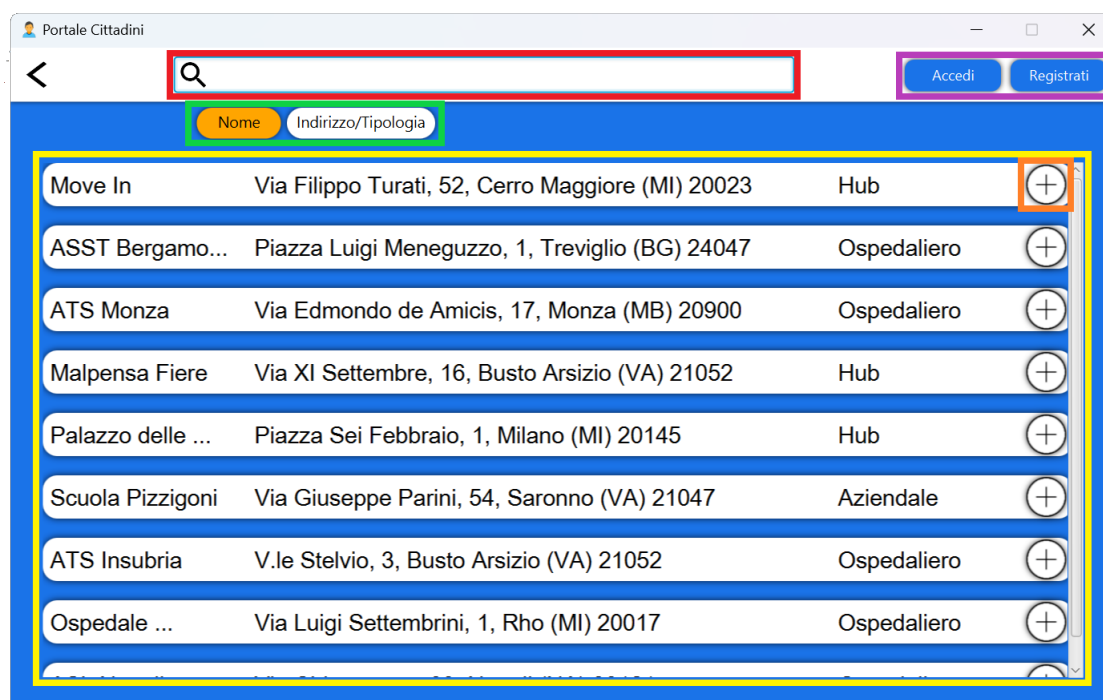 Portale Cittadini
Accedi Registrati
Nome Indirizzo/Tipologia
Move In Via Filippo Turati, 52, Cerro Maggiore (MI) 20023 Hub
ASST Bergamo... Piazza Luigi Meneguzzo, 1, Treviglio (BG) 24047 Ospedaliero
ATS Monza Via Edmondo de Amicis, 17, Monza (MB) 20900 Ospedaliero
Malpensa Fiere Via XI Settembre, 16, Busto Arsizio (VA) 21052 Hub
Palazzo delle ... Piazza Sei Febbraio, 1, Milano (MI) 20145 Hub
Scuola Pizzigoni Via Giuseppe Parini, 54, Saronno (VA) 21047 Aziendale
ATS Insubria V.le Stelvio, 3, Busto Arsizio (VA) 21052 Ospedaliero
Ospedale ... Via Luigi Settembrini, 1, Rho (MI) 20017 Ospedaliero